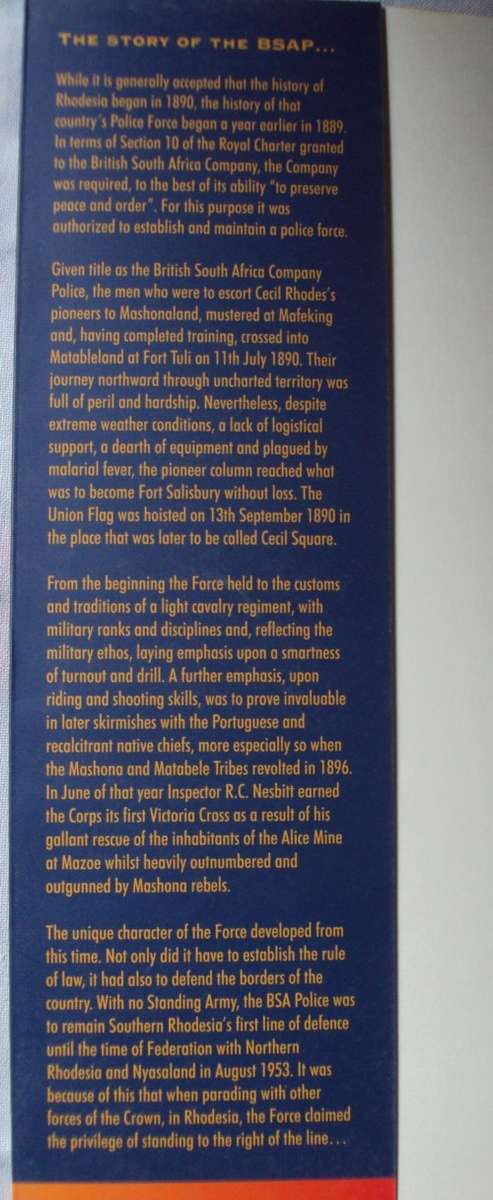 THE STORY OF THE BSAP...
While it is generally accepted that the history of
Rhodesia began in 1890, the history of that
country's Police Force began a year earlier in 1889.
In terms of Section 10 of the Royal Charter granted
to the British South Africa Company, the Company
was required, to the best of its ability "to preserve
peace and order". For this purpose it was
authorized to establish and maintain a police force.
Given title as the British South Africa Company
Police, the men who were to escort Cecil Rhodes's
pioneers to Mashonaland, mustered at Mafeking
and, having completed training, crossed into
Matableland at Fort Tuli on 11th July 1890. Their
journey northward through uncharted territory was
full of peril and hardship. Nevertheless, despite
extreme weather conditions, a lack of logistical
support, a dearth of equipment and plagued by
malarial fever, the pioneer column reached what
was to become Fort Salisbury without loss. The
Union Flag was hoisted on 13th September 1890 in
the place that was later to be called Cecil Square.
From the beginning the Force held to the customs
and traditions of a light cavalry regiment, with
military ranks and disciplines and, reflecting the
military ethos, laying emphasis upon a smartness
of turnout and drill. A further emphasis, upon
riding and shooting skills, was to prove invaluable
in later skirmishes with the Portuguese and
recalcitrant native chiefs, more especially so when
the Mashona and Matabele Tribes revolted in 1896.
In June of that year Inspector R.C. Nesbitt earned
the Corps its first Victoria Cross as a result of his
gallant rescue of the inhabitants of the Alice Mine
at Mazoe whilst heavily outnumbered and
outgunned by Mashona rebels.
The unique character of the Force developed from
this time. Not only did it have to establish the rule
of law, it had also to defend the borders of the
country. With no Standing Army, the BSA Police was
to remain Southern Rhodesia's first line of defence
until the time of Federation with Northern
Rhodesia and Nyasaland in August 1953. It was
because of this that when parading with other
forces of the Crown, in Rhodesia, the Force claimed
the privilege of standing to the right of the line...